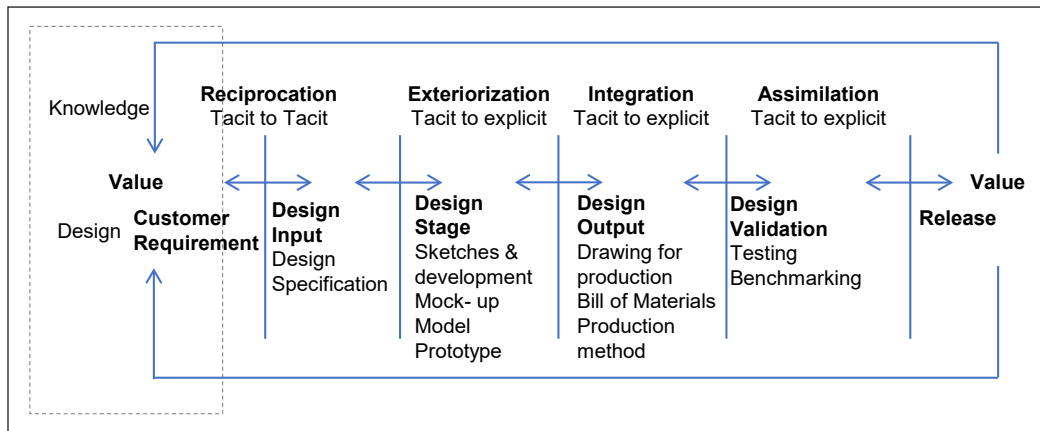 Knowledge
Reciprocation
Tacit to Tacit
Exteriorization
Tacit to explicit
Integration
Tacit to explicit
Assimilation
Tacit to explicit
Value
Value
Design
Customer
Requirement
Design
Input
Design
Specification
Design
Stage
Sketches &
development
Mock- up
Model
Prototype
Design
Output
Drawing for
production
Bill of Materials
Production
method
Design
Validation
Testing
Benchmarking
Release